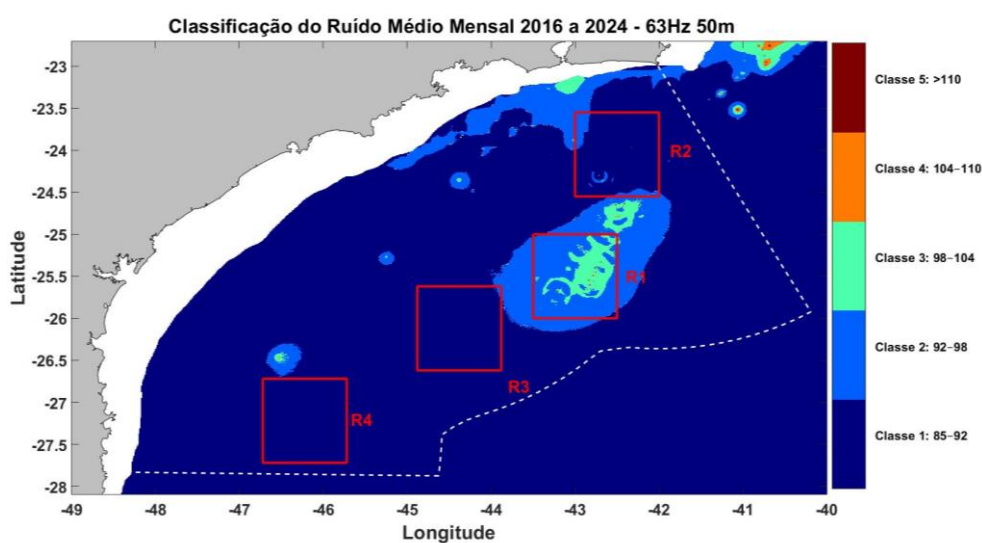 Classificação do Ruído Médio Mensal 2016 a 2024 - 63Hz 50m
Latitude
-23
-23.5
-24
-24.5
-25
-25.5
-26
-26.5
-27
-27.5
-28
R2
R1
R3
R4
-49
-48
-47
-46
-45
-44
-43
-42
-41
-40
Longitude
Classe 5: >110
Classe 4: 104−110
Classe 3: 98−104
Classe 2: 92−98
Classe 1: 85−92